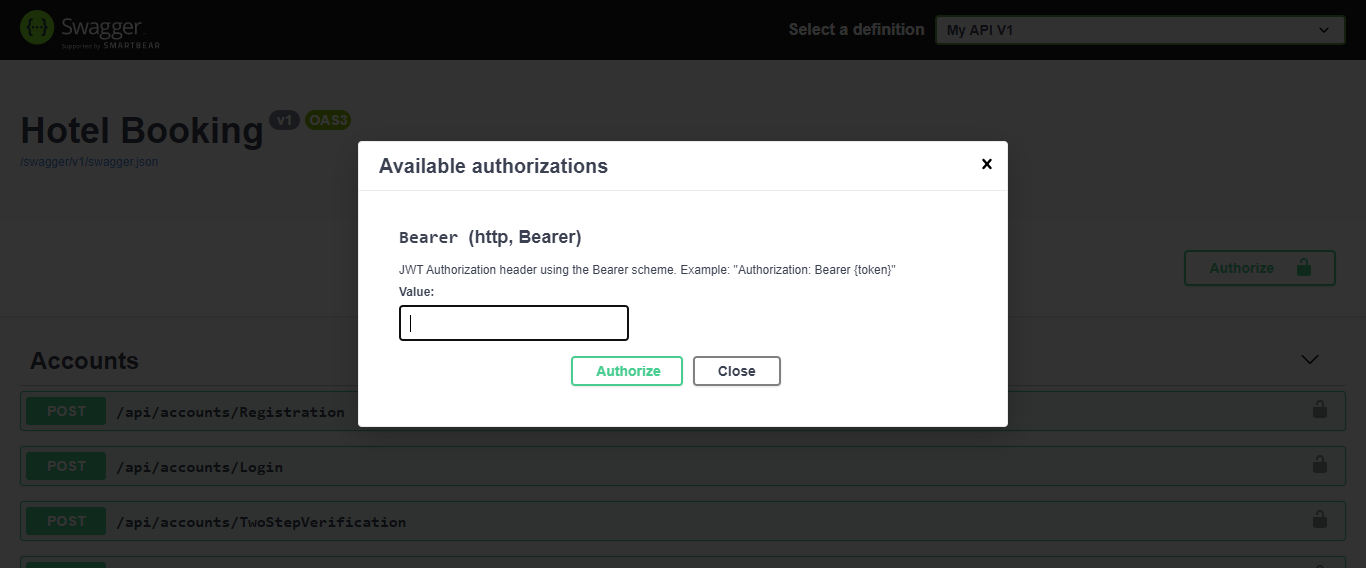 Swagger.
Supported by SMARTBEAR
Select a definition
My API V1
Hotel Booking v1 OAS3
/swagger/v1/swagger.json
Available authorizations
Bearer (http, Bearer)
JWT Authorization header using the Bearer scheme. Example: "Authorization: Bearer {token}"
Value:
Authorize Close
Authorize
Accounts
POST /api/accounts/Registration
POST /api/accounts/Login
POST /api/accounts/TwoStepVerification